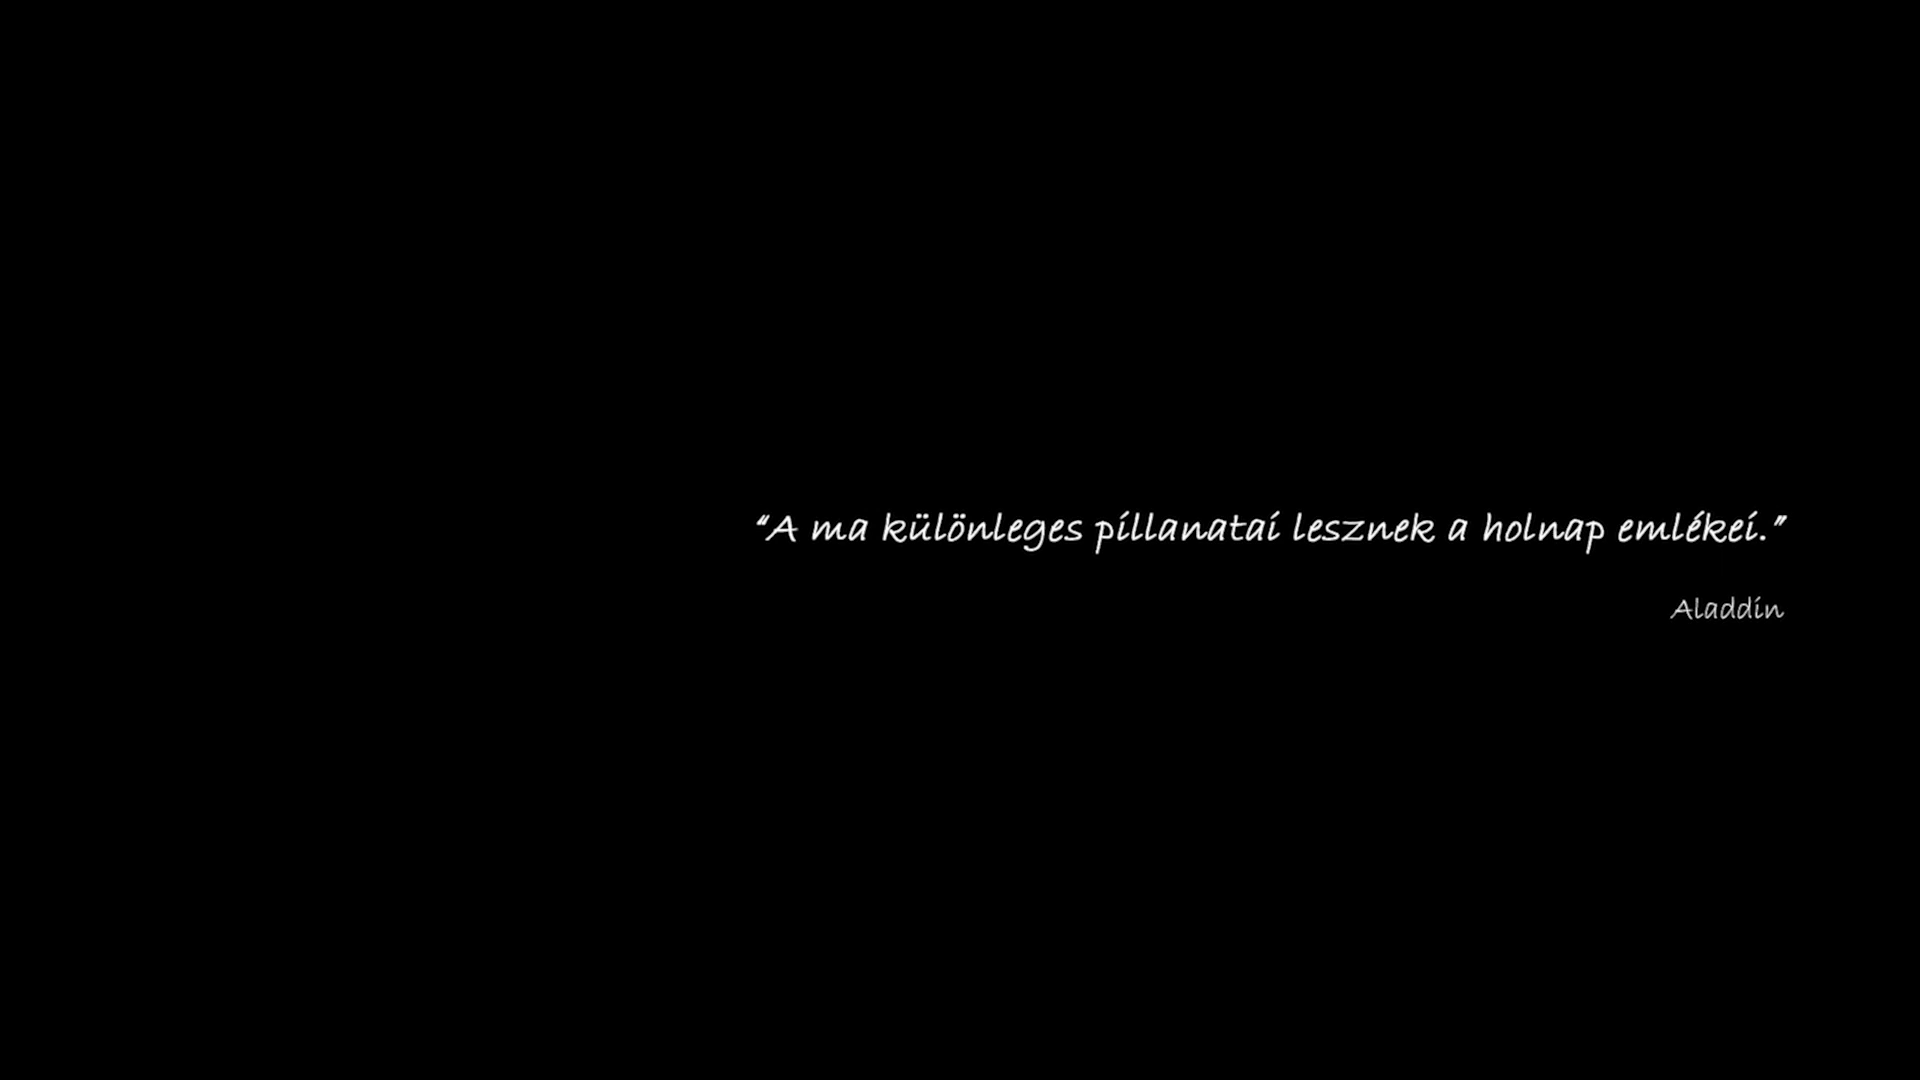 “A ma különleges pillanatai lesznek a holnap emlékei.”
Aladdin